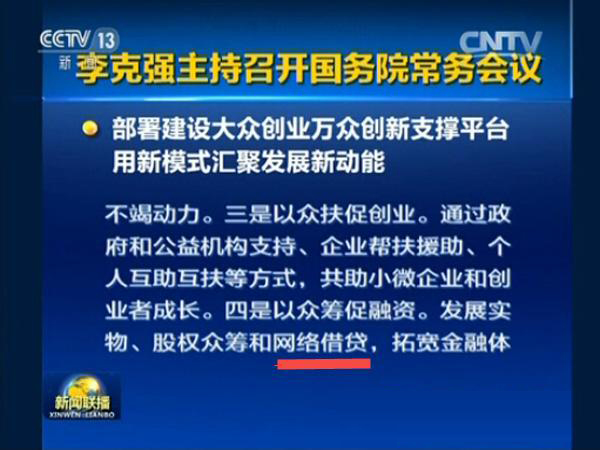 CCTV 13
新闻
CNTV
李克强主持召开国务院常务会议
部署建设大众创业万众创新支撑平台
用新模式汇聚发展新动能
不竭动力。三是以众扶促创业。通过政
府和公益机构支持、企业帮扶援助、个
人互助互扶等方式，共助小微企业和创
业者成长。四是以众筹促融资。发展实
物、股权众筹和网络借贷，拓宽金融体
新闻联播
XINWEN LIANBO